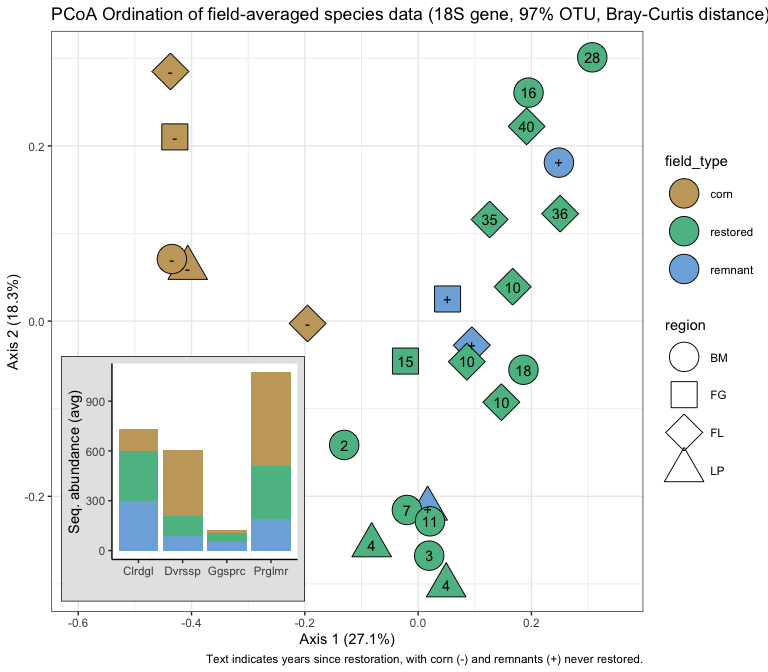 PCoA Ordination of field-averaged species data (18S gene, 97% OTU, Bray-Curtis distance)
28
-
16
40
-
0.2
+
36
35
-
-
10
+
0.0
-
+
15
10
18
10
2
-0.2
7
+
11
4
3
4
Axis 2 (18.3%)
-0.6
-0.4
-0.2
0.0
0.2
Axis 1 (27.1%)
Seq. abundance (avg)
900
600
300
0
Clrdgl
Dvrssp
Ggsprc
Prglmr
field_type
corn
restored
remnant
region
BM
FG
FL
LP
Text indicates years since restoration, with corn (-) and remnants (+) never restored.